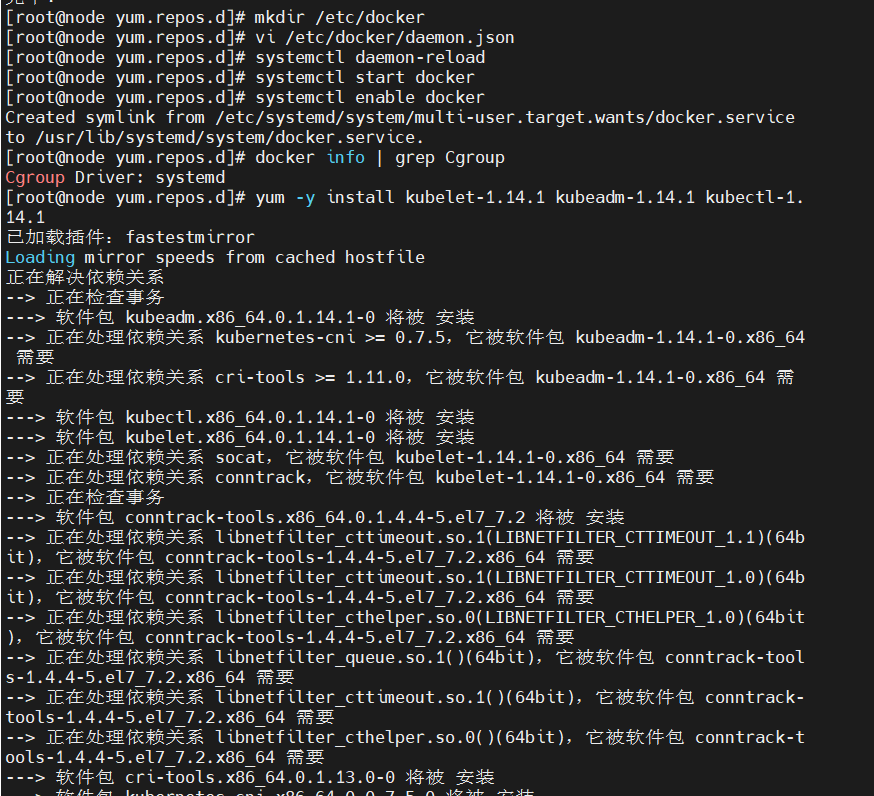 [root@node yum.repos.d]# mkdir /etc/docker
[root@node yum.repos.d]# vi /etc/docker/daemon.json
[root@node yum.repos.d]# systemctl daemon-reload
[root@node yum.repos.d]# systemctl start docker
[root@node yum.repos.d]# systemctl enable docker
Created symlink from /etc/systemd/system/multi-user.target.wants/docker.service
to /usr/lib/systemd/system/docker.service.
[root@node yum.repos.d]# docker info | grep Cgroup
Cgroup Driver: systemd
[root@node yum.repos.d]# yum -y install kubelet-1.14.1 kubeadm-1.14.1 kubectl-1.
14.1
已加载插件：fastestmirror
Loading mirror speeds from cached hostfile
正在解决依赖关系
--> 正在检查事务
---> 软件包 kubeadm.x86_64.0.1.14.1-0 将被 安装
--> 正在处理依赖关系 kubernetes-cni >= 0.7.5，它被软件包 kubeadm-1.14.1-0.x86_64
需要
--> 正在处理依赖关系 cri-tools >= 1.11.0，它被软件包 kubeadm-1.14.1-0.x86_64 需
要
---> 软件包 kubectl.x86_64.0.1.14.1-0 将被 安装
---> 软件包 kubelet.x86_64.0.1.14.1-0 将被 安装
--> 正在处理依赖关系 socat，它被软件包 kubelet-1.14.1-0.x86_64 需要
--> 正在处理依赖关系 conntrack，它被软件包 kubelet-1.14.1-0.x86_64 需要
--> 正在检查事务
---> 软件包 conntrack-tools.x86_64.0.1.4.4-5.el7_7.2 将被 安装
--> 正在处理依赖关系 libnetfilter_cttimeout.so.1(LIBNETFILTER_CTTIMEOUT_1.1)(64b
it)，它被软件包 conntrack-tools-1.4.4-5.el7_7.2.x86_64 需要
--> 正在处理依赖关系 libnetfilter_cttimeout.so.1(LIBNETFILTER_CTTIMEOUT_1.0)(64b
it)，它被软件包 conntrack-tools-1.4.4-5.el7_7.2.x86_64 需要
--> 正在处理依赖关系 libnetfilter_cthelper.so.0(LIBNETFILTER_CTHELPER_1.0)(64bit
)，它被软件包 conntrack-tools-1.4.4-5.el7_7.2.x86_64 需要
--> 正在处理依赖关系 libnetfilter_queue.so.1()(64bit)，它被软件包 conntrack-tool
s-1.4.4-5.el7_7.2.x86_64 需要
--> 正在处理依赖关系 libnetfilter_cttimeout.so.1()(64bit)，它被软件包 conntrack-
tools-1.4.4-5.el7_7.2.x86_64 需要
--> 正在处理依赖关系 libnetfilter_cthelper.so.0()(64bit)，它被软件包 conntrack-t
ools-1.4.4-5.el7_7.2.x86_64 需要
---> 软件包 cri-tools.x86_64.0.1.13.0-0 将被 安装
---> 软件包 kubernetes-cni.x86_64.0.0.7.5-0 将被 安装